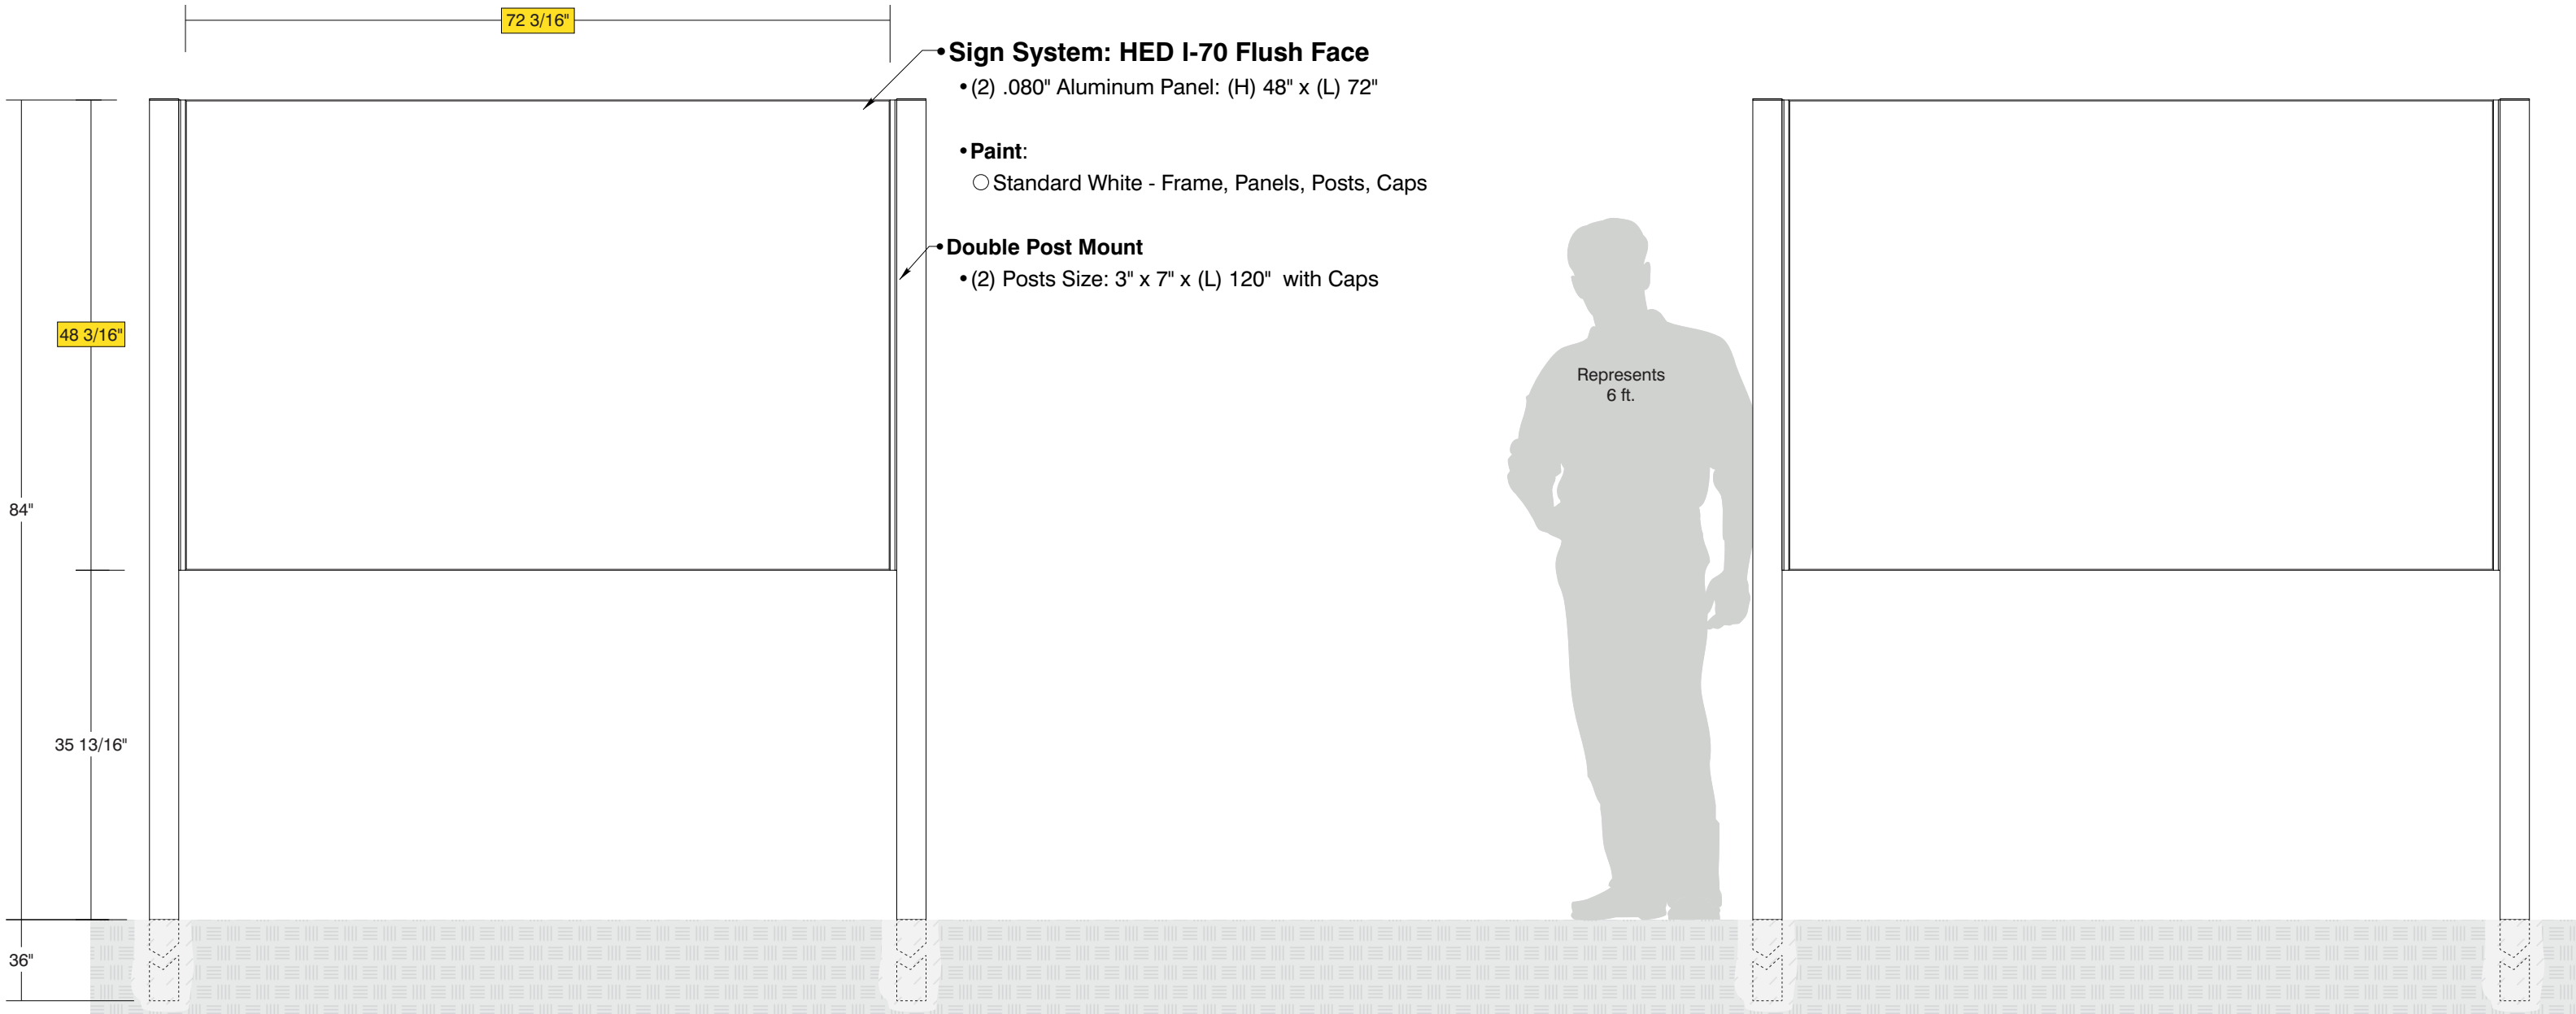 72 3/16"
• Sign System: HED I-70 Flush Face
• (2) .080" Aluminum Panel: (H) 48" x (L) 72"
• Paint:
○ Standard White - Frame, Panels, Posts, Caps
• Double Post Mount
• (2) Posts Size: 3" x 7" x (L) 120" with Caps
48 3/16"
Represents
6 ft.
84"
35 13/16"
36"